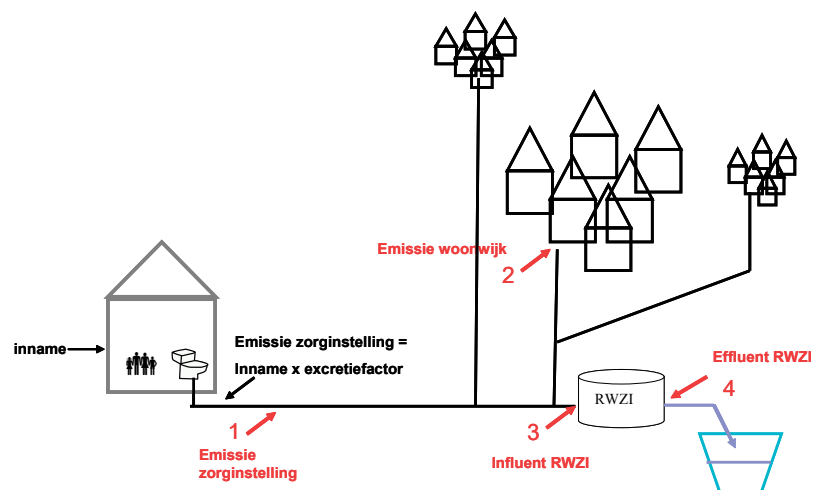 Emissie woonwijk
2
inname
Emissie zorginstelling =
Inname x excretiefactor
Effluent RWZI
4
RWZI
1
3
Emissie
zorginstelling
Influent RWZI